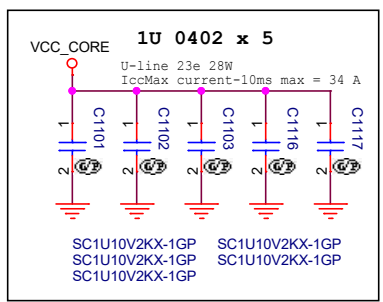 1U 0402 x 5
VCC_CORE
U-line 23e 28W
IccMax current-10ms max = 34 A
1 C1101 1 C1102 1 C1103 1 C1116 1 C1117
2 G/P 2 G/P 2 G/P 2 G/P 2 G/P
SC1U10V2KX-1GP SC1U10V2KX-1GP
SC1U10V2KX-1GP SC1U10V2KX-1GP
SC1U10V2KX-1GP